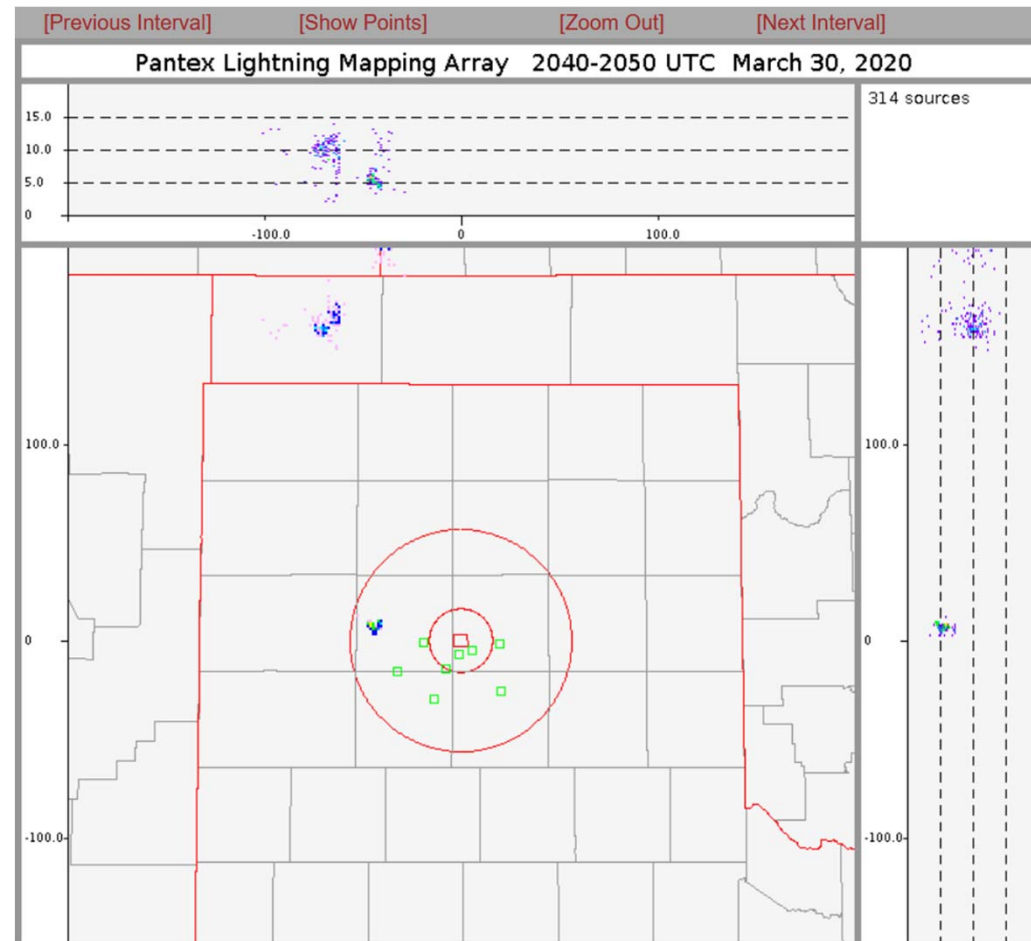 [Previous Interval] [Show Points] [Zoom Out] [Next Interval]
Pantex Lightning Mapping Array 2040-2050 UTC March 30, 2020
314 sources
15.0
10.0
5.0
0
-100.0 0 100.0
100.0
0
-100.0
100.0
0
-100.0